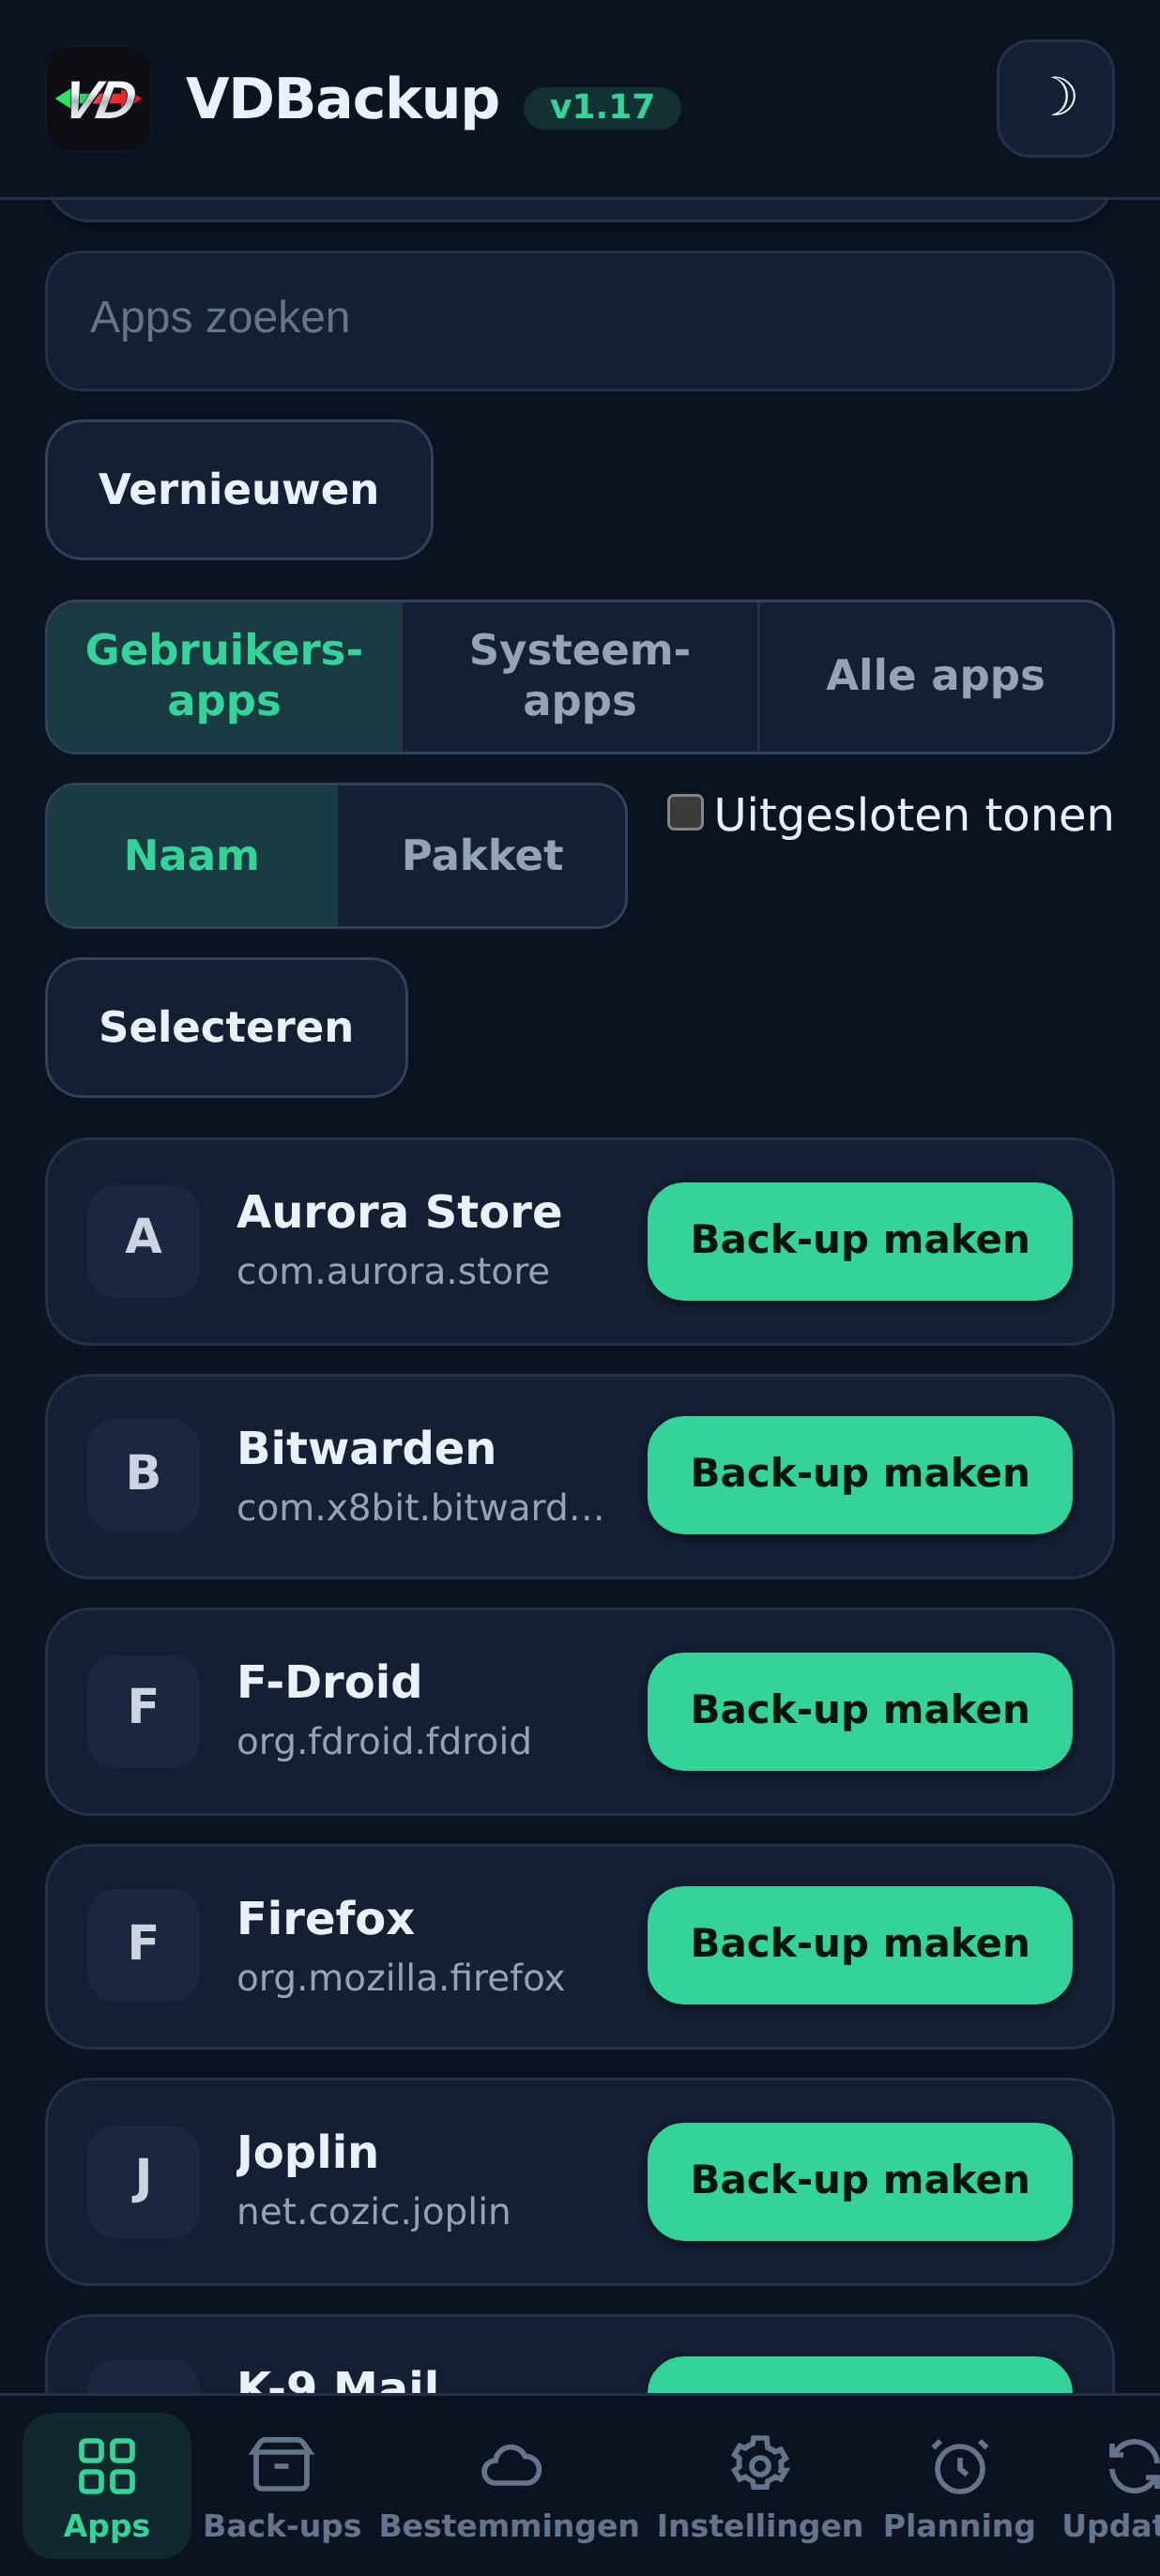 VD
VDBackup v1.17
Apps zoeken
Vernieuwen
Gebruikers-
apps
Systeem-
apps
Alle apps
Naam
Pakket
Uitgesloten tonen
Selecteren
A
Aurora Store
com.aurora.store
Back-up maken
B
Bitwarden
com.x8bit.bitward…
Back-up maken
F
F-Droid
org.fdroid.fdroid
Back-up maken
F
Firefox
org.mozilla.firefox
Back-up maken
J
Joplin
net.cozic.joplin
Back-up maken
K-9 Mail
Apps
Back-ups
Bestemmingen
Instellingen
Planning
Updat